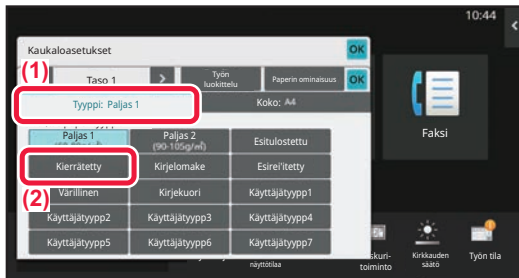 10:44
Kaukaloasetukset
OK
(1)
Taso 1
Työn luokittelu
Paperin ominaisuus
OK
Tyyppi: Paljas 1
Koko: A4
Paljas 1
Paljas 2
(90-105g/㎡)
Esitulostettu
Kierrätetty
Kirjelomake
Esirei'itetty
(2)
Värillinen
Kirjekuori
Käyttäjätyypp1
Käyttäjätyypp2
Käyttäjätyypp3
Käyttäjätyypp4
Käyttäjätyypp5
Käyttäjätyypp6
Käyttäjätyypp7
Faksi
näyttötilaa
skuri-
toiminto
Kirkkauden
säätö
Työn tila